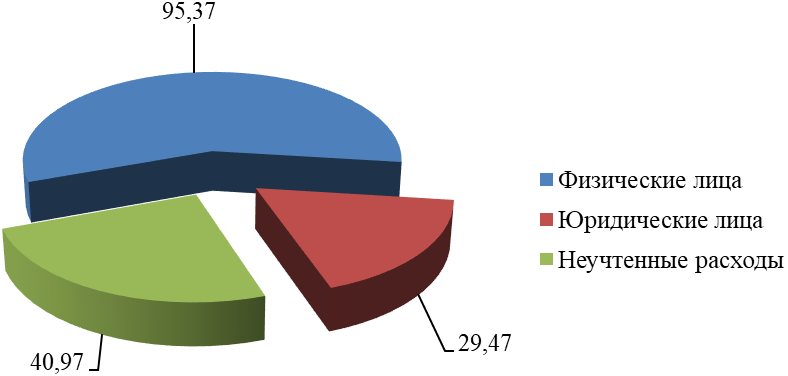 95,37
Физические лица
Юридические лица
Неучтенные расходы
29,47
40,97